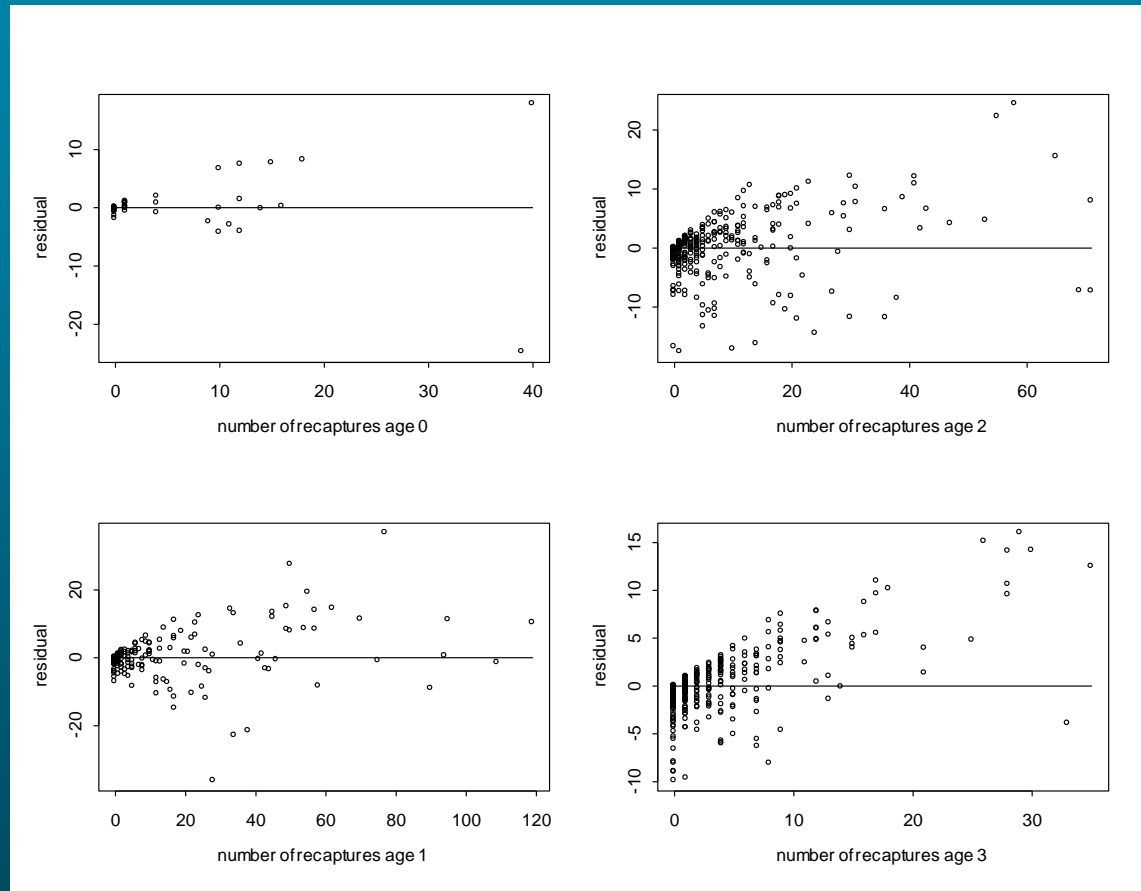 residual
10
0
-10
-20
0 10 20 30 40
number of recaptures age 0
residual
20
10
0
-10
0 20 40 60
number of recaptures age 2
residual
20
0
-20
0 20 40 60 80 100 120
number of recaptures age 1
residual
15
10
5
0
-5
-10
0 10 20 30
number of recaptures age 3